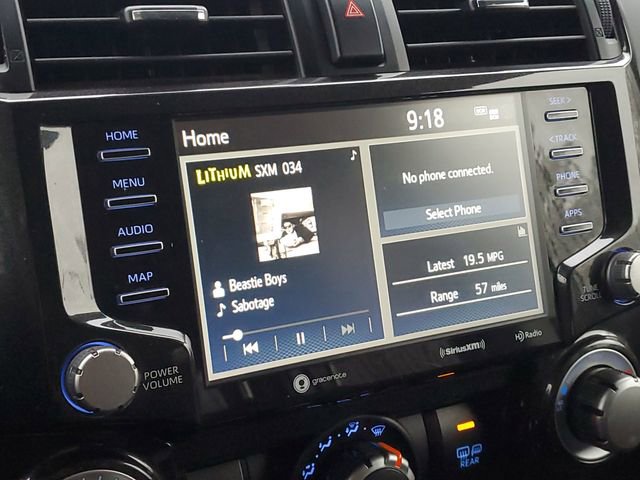 HOME
MENU
AUDIO
MAP
POWER
VOLUME
Home
9:18
LITHIUM SXM 034
Beastie Boys
Sabotage
No phone connected.
Select Phone
Latest 19.5 MPG
Range 57 miles
gracenote
SiriusXM
HD Radio
SEEK >
< TRACK
PHONE
APPS
TUNE
SCROLL
REAR